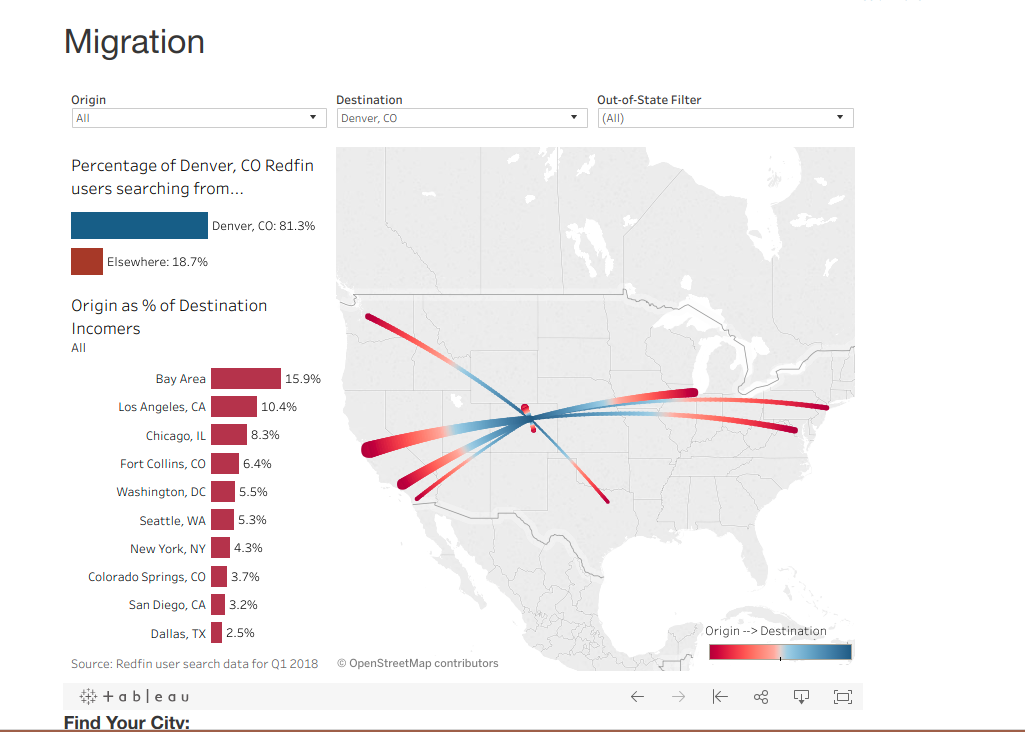 Migration
Origin
Destination
Out-of-State Filter
All
Denver, CO
(All)
Percentage of Denver, CO Redfin
users searching from...
Denver, CO: 81.3%
Elsewhere: 18.7%
Origin as % of Destination
Incomers
All
Bay Area 15.9%
Los Angeles, CA 10.4%
Chicago, IL 8.3%
Fort Collins, CO 6.4%
Washington, DC 5.5%
Seattle, WA 5.3%
New York, NY 4.3%
Colorado Springs, CO 3.7%
San Diego, CA 3.2%
Dallas, TX 2.5%
Origin --> Destination
Source: Redfin user search data for Q1 2018
© OpenStreetMap contributors
+ableau
Find Your City: